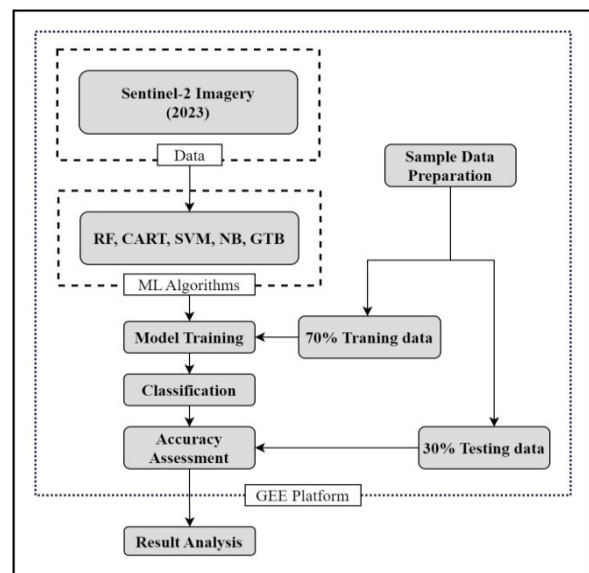 Sentinel-2 Imagery
(2023)
Data
Sample Data
Preparation
RF, CART, SVM, NB, GTB
ML Algorithms
Model Training
70% Traning data
Classification
Accuracy
Assessment
30% Testing data
GEE Platform
Result Analysis